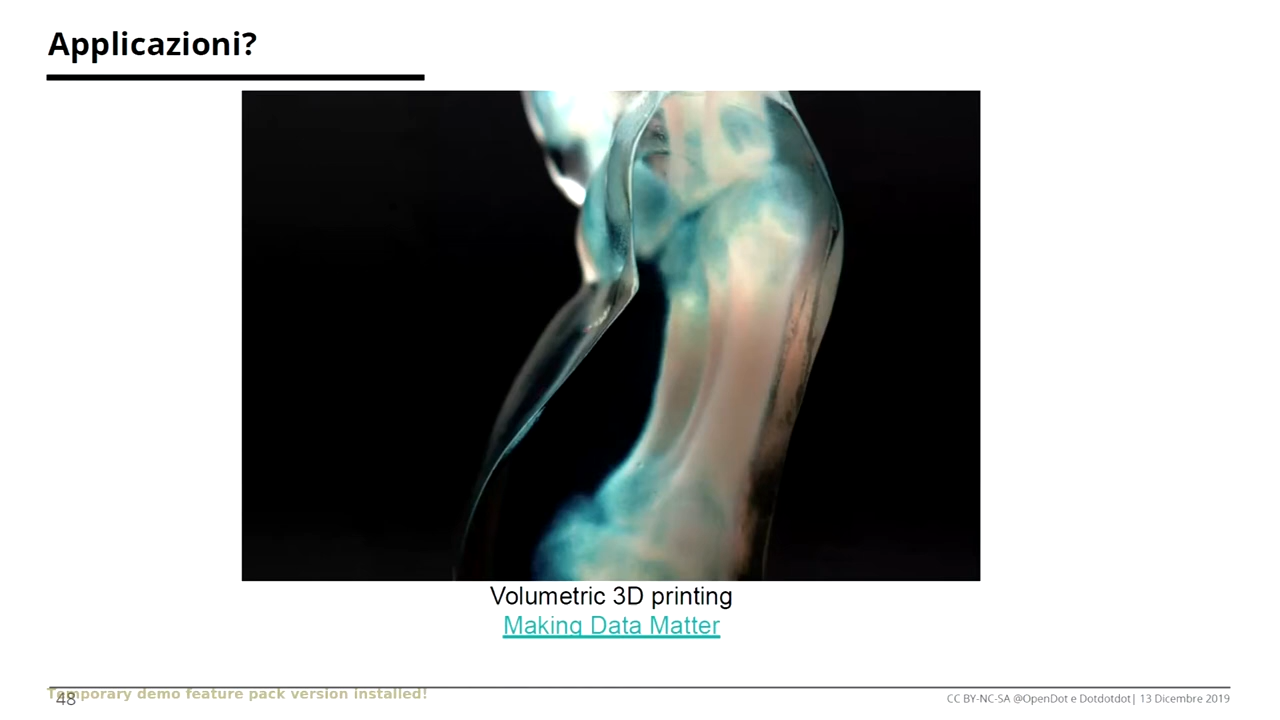 Applicazioni?
Volumetric 3D printing
Making Data Matter
Temporary demo feature pack version installed!
48
CC BY-NC-SA @OpenDot e Dotdotdot| 13 Dicembre 2019